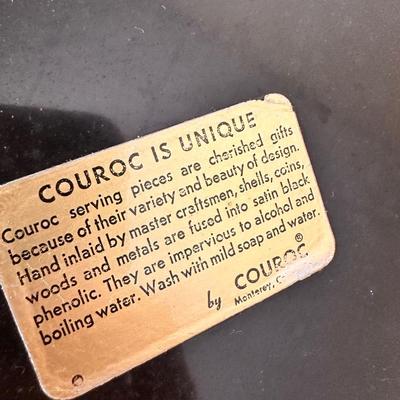 COUROC IS UNIQUE
Couroc serving pieces are cherished gifts
because of their variety and beauty of design.
Hand inlaid by master craftsmen, shells, coins,
woods and metals are fused into satin black
phenolic. They are impervious to alcohol and
boiling water. Wash with mild soap and water.
by COUROC®
Monterey,